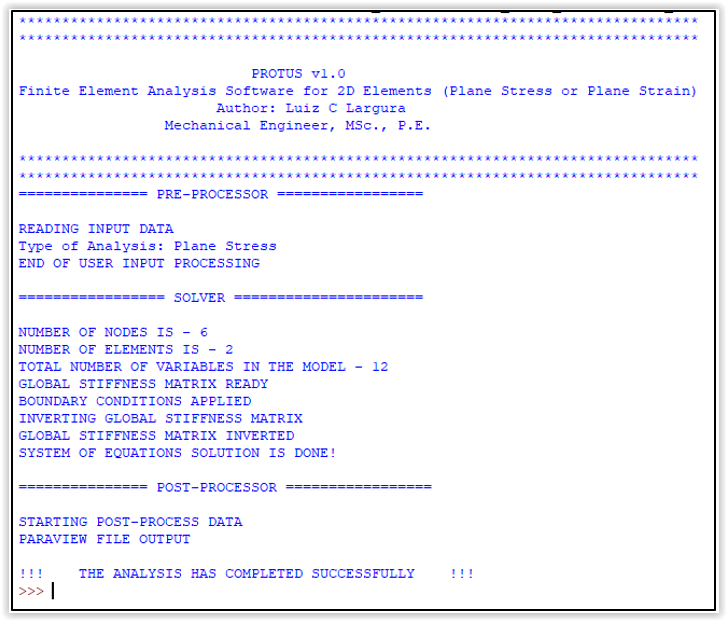 *******************************************************************************
*******************************************************************************
PROTUS v1.0
Finite Element Analysis Software for 2D Elements (Plane Stress or Plane Strain)
Author: Luiz C Largura
Mechanical Engineer, MSc., P.E.
*******************************************************************************
*******************************************************************************
=============== PRE-PROCESSOR =================
READING INPUT DATA
Type of Analysis: Plane Stress
END OF USER INPUT PROCESSING
================= SOLVER ======================
NUMBER OF NODES IS - 6
NUMBER OF ELEMENTS IS - 2
TOTAL NUMBER OF VARIABLES IN THE MODEL - 12
GLOBAL STIFFNESS MATRIX READY
BOUNDARY CONDITIONS APPLIED
INVERTING GLOBAL STIFFNESS MATRIX
GLOBAL STIFFNESS MATRIX INVERTED
SYSTEM OF EQUATIONS SOLUTION IS DONE!
=============== POST-PROCESSOR =================
STARTING POST-PROCESS DATA
PARAVIEW FILE OUTPUT
!!!    THE ANALYSIS HAS COMPLETED SUCCESSFULLY    !!!
>>>